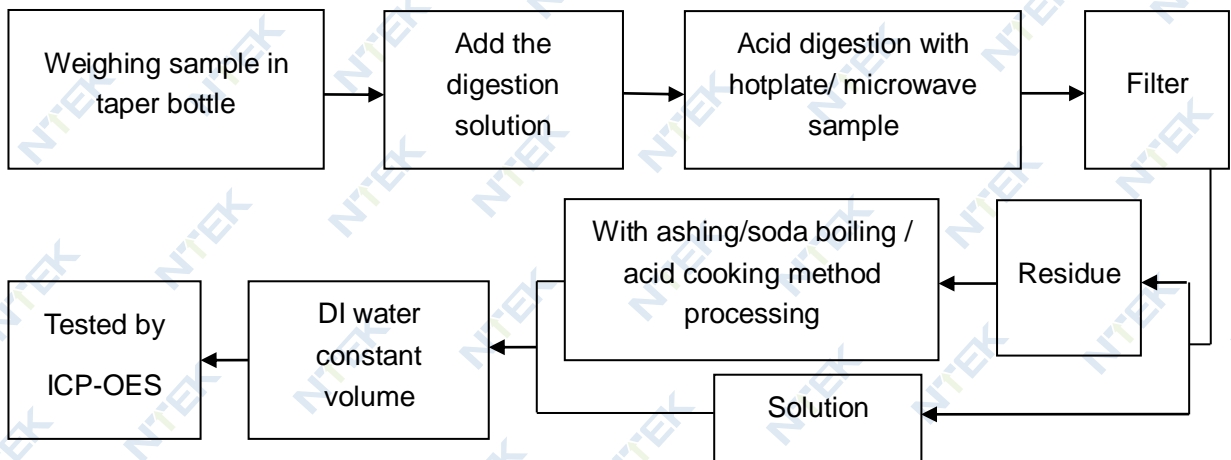 Weighing sample in
taper bottle
Add the
digestion
solution
Acid digestion with
hotplate/ microwave
sample
Filter
Residue
With ashing/soda boiling /
acid cooking method
processing
Solution
DI water
constant
volume
Tested by
ICP-OES
NTEK